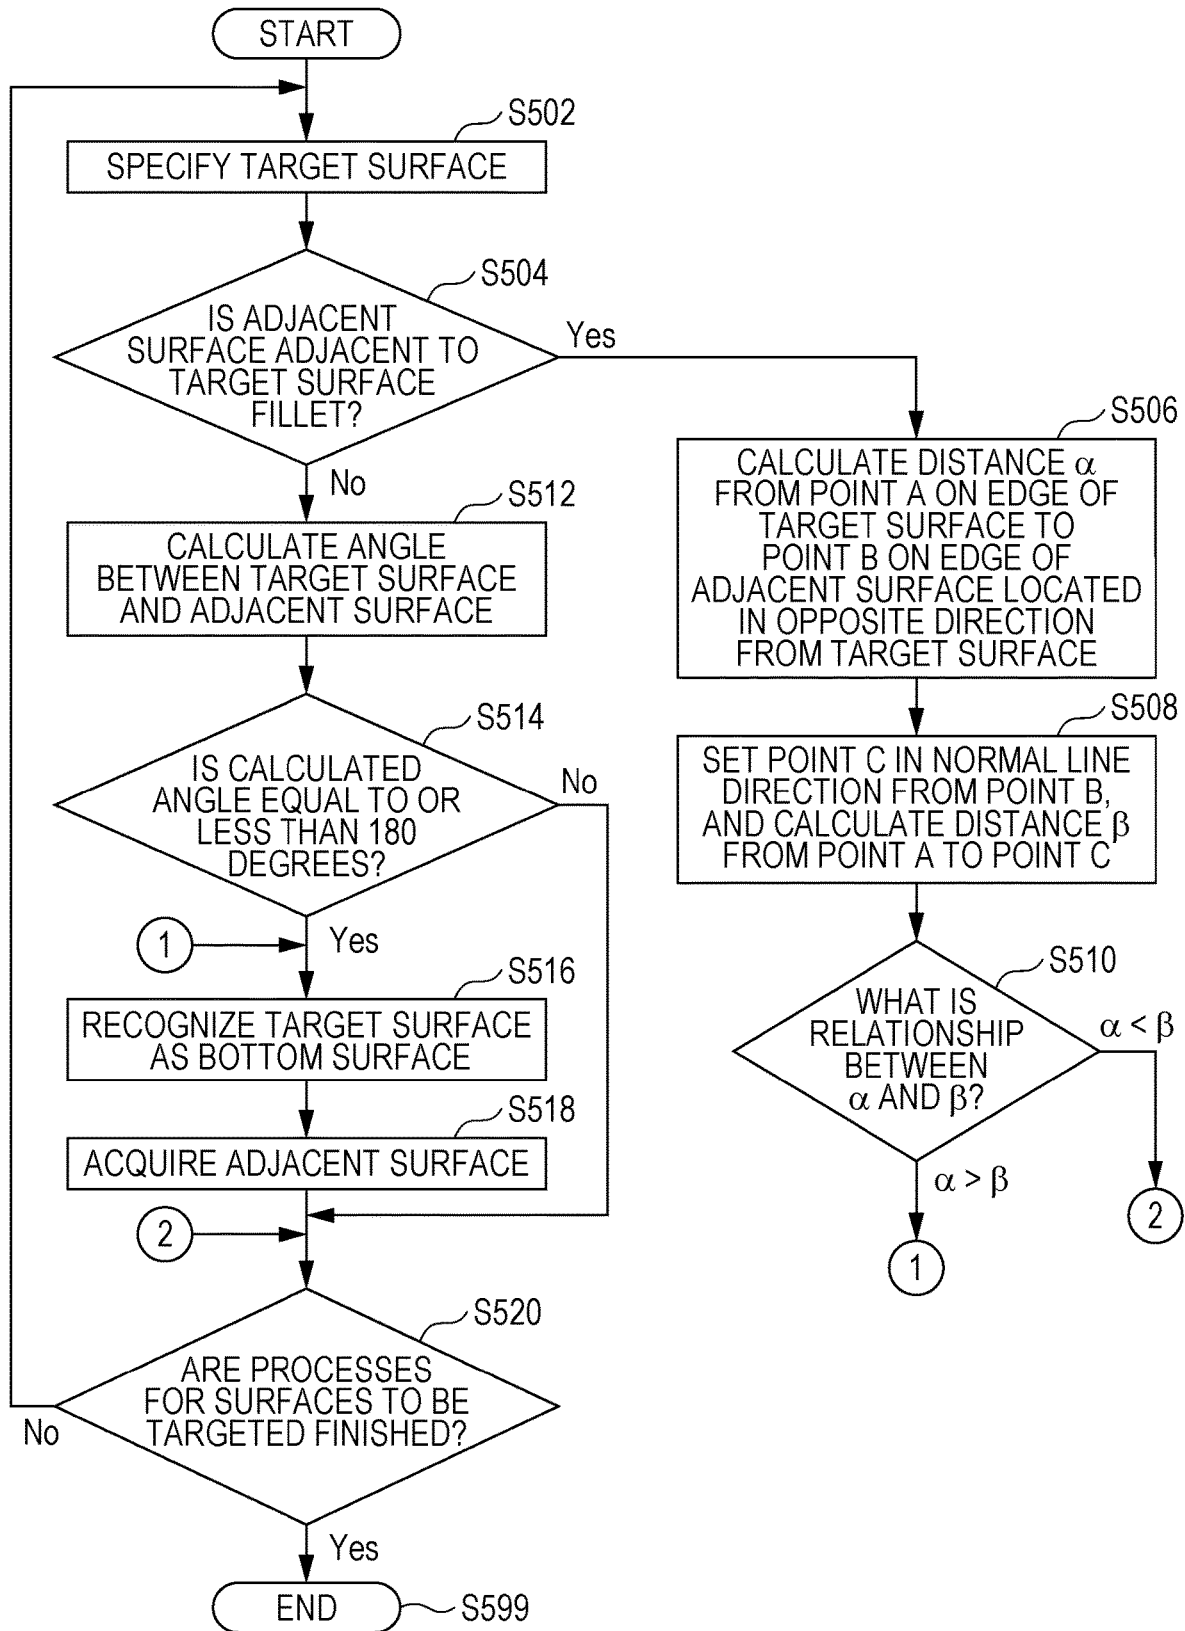 START
S502
SPECIFY TARGET SURFACE
S504
IS ADJACENT
SURFACE ADJACENT TO
TARGET SURFACE
FILLET?
Yes
No
S506
CALCULATE DISTANCE α
FROM POINT A ON EDGE OF
TARGET SURFACE TO
POINT B ON EDGE OF
ADJACENT SURFACE LOCATED
IN OPPOSITE DIRECTION
FROM TARGET SURFACE
S508
SET POINT C IN NORMAL LINE
DIRECTION FROM POINT B,
AND CALCULATE DISTANCE β
FROM POINT A TO POINT C
S510
WHAT IS
RELATIONSHIP
BETWEEN
α AND β?
α < β
2
α > β
1
S512
CALCULATE ANGLE
BETWEEN TARGET SURFACE
AND ADJACENT SURFACE
S514
IS CALCULATED
ANGLE EQUAL TO OR
LESS THAN 180
DEGREES?
No
1
Yes
S516
RECOGNIZE TARGET SURFACE
AS BOTTOM SURFACE
S518
ACQUIRE ADJACENT SURFACE
2
S520
ARE PROCESSES
FOR SURFACES TO BE
TARGETED FINISHED?
No
Yes
END
S599